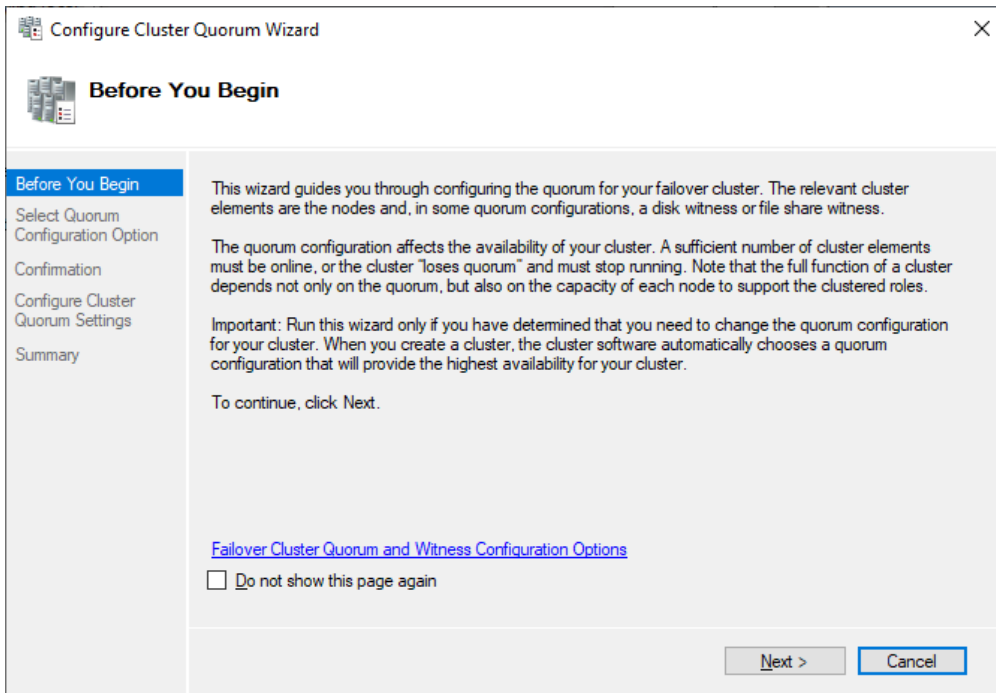 Configure Cluster Quorum Wizard
Before You Begin
Before You Begin
Select Quorum
Configuration Option
Confirmation
Configure Cluster
Quorum Settings
Summary
This wizard guides you through configuring the quorum for your failover cluster. The relevant cluster
elements are the nodes and, in some quorum configurations, a disk witness or file share witness.
The quorum configuration affects the availability of your cluster. A sufficient number of cluster elements
must be online, or the cluster "loses quorum" and must stop running. Note that the full function of a cluster
depends not only on the quorum, but also on the capacity of each node to support the clustered roles.
Important: Run this wizard only if you have determined that you need to change the quorum configuration
for your cluster. When you create a cluster, the cluster software automatically chooses a quorum
configuration that will provide the highest availability for your cluster.
To continue, click Next.
Failover Cluster Quorum and Witness Configuration Options
Do not show this page again
Next >
Cancel